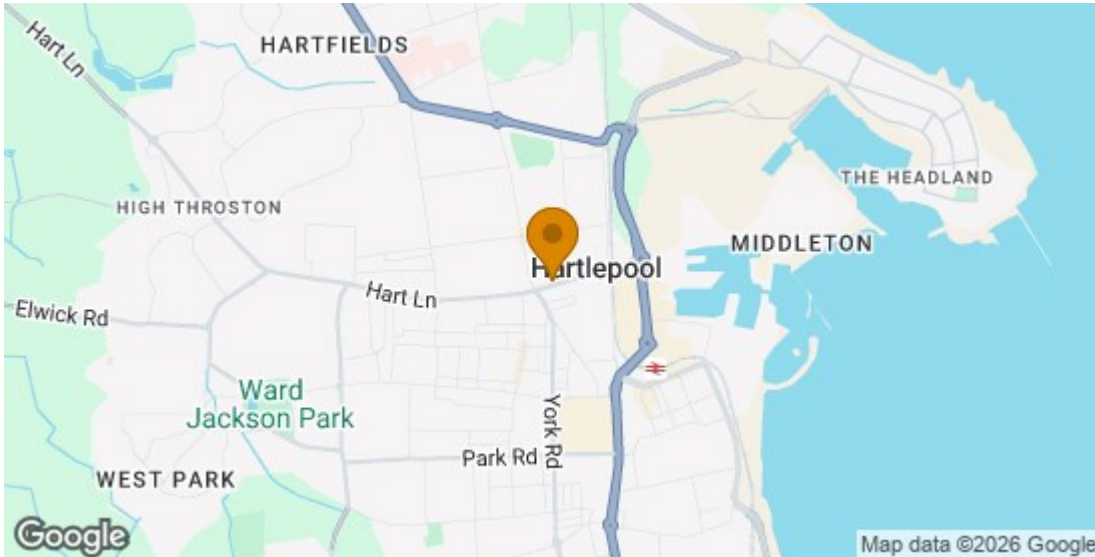 Hart Ln
HARTFIELDS
THE HEADLAND
HIGH THROSTON
MIDDLETON
Hartlepool
Hart Ln
Elwick Rd
Ward
Jackson Park
York Rd
Park Rd
WEST PARK
Google
Map data ©2026 Google